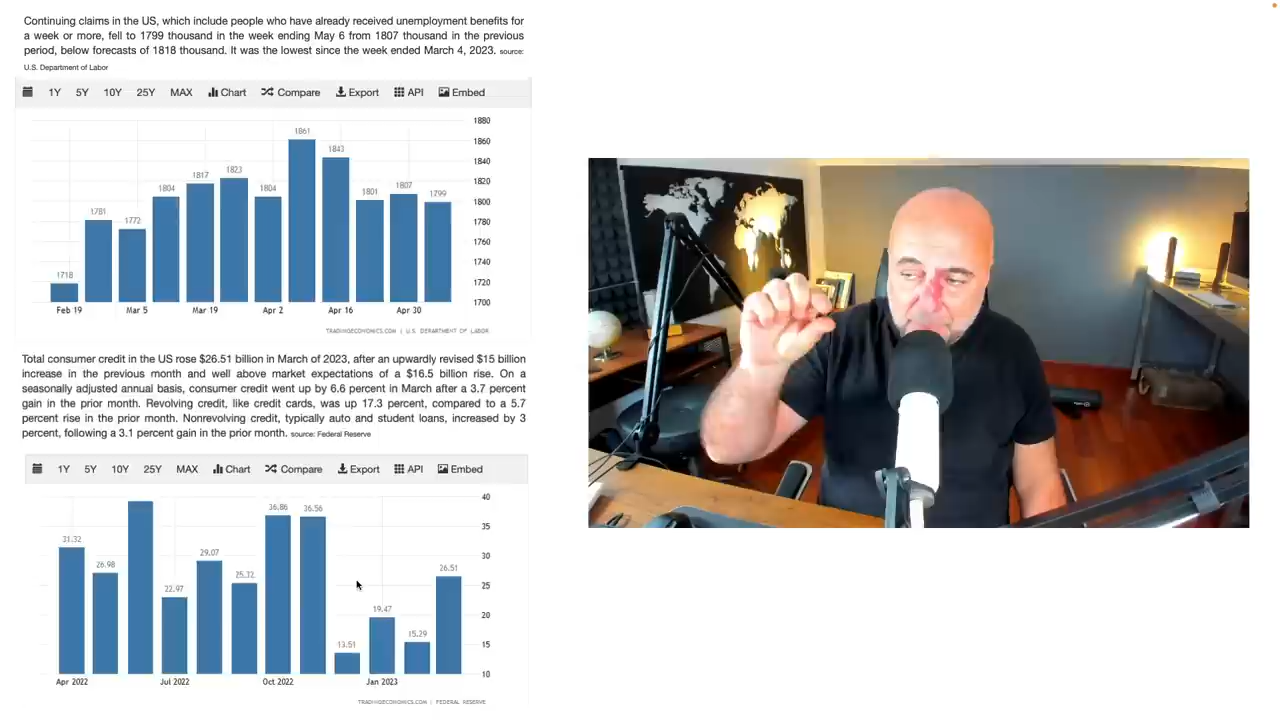 Continuing claims in the US, which include people who have already received unemployment benefits for
a week or more, fell to 1799 thousand in the week ending May 6 from 1807 thousand in the previous
period, below forecasts of 1818 thousand. It was the lowest since the week ended March 4, 2023. source:
U.S. Department of Labor
1Y 5Y 10Y 25Y MAX Chart Compare Export API Embed
1880
1860
1840
1820
1800
1780
1760
1740
1720
1700
1718
1781
1772
1804
1817
1823
1804
1861
1843
1801
1807
1799
Feb 19 Mar 5 Mar 19 Apr 2 Apr 16 Apr 30
TRADINGECONOMICS.COM | U.S. DEPARTMENT OF LABOR
Total consumer credit in the US rose $26.51 billion in March of 2023, after an upwardly revised $15 billion
increase in the previous month and well above market expectations of a $16.5 billion rise. On a
seasonally adjusted annual basis, consumer credit went up by 6.6 percent in March after a 3.7 percent
gain in the prior month. Revolving credit, like credit cards, was up 17.3 percent, compared to a 5.7
percent rise in the prior month. Nonrevolving credit, typically auto and student loans, increased by 3
percent, following a 3.1 percent gain in the prior month. source: Federal Reserve
1Y 5Y 10Y 25Y MAX Chart Compare Export API Embed
40
35
30
25
20
15
10
31.32
26.98
22.97
29.07
25.32
36.86
36.56
13.51
19.47
15.29
26.51
Apr 2022 Jul 2022 Oct 2022 Jan 2023
TRADINGECONOMICS.COM | FEDERAL RESERVE